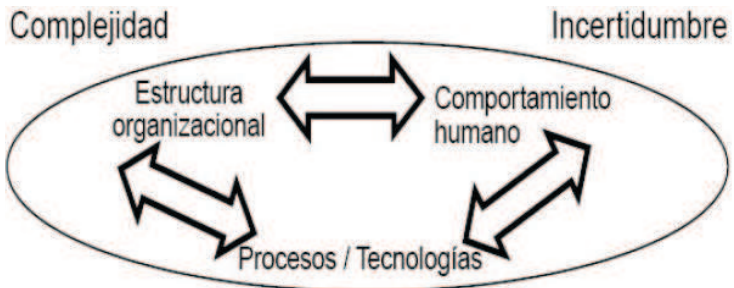 Complejidad
Incertidumbre
Estructura
organizacional
Comportamiento
humano
Procesos / Tecnologías